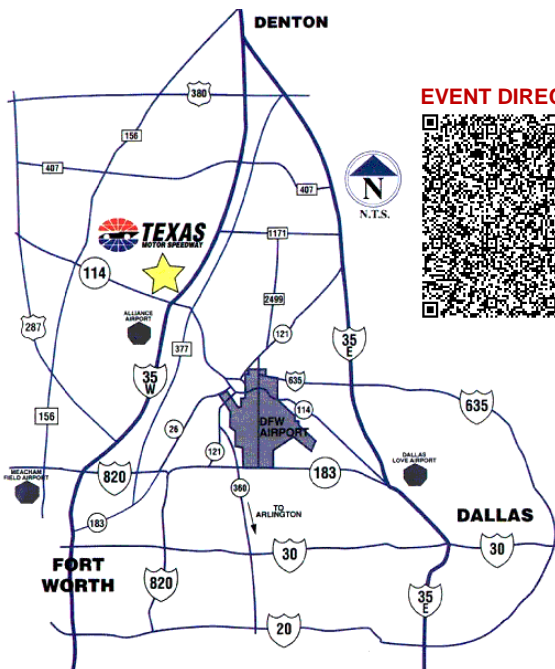 DENTON
380
EVENT DIREC
156
407
407
N
N.T.S.
TEXAS
MOTOR SPEEDWAY
1171
114
2499
ALLIANCE
AIRPORT
287
121
35
E
377
35
W
635
635
156
26
DFW
AIRPORT
114
121
183
DALLAS
LOVE AIRPORT
MEACHAM
FIELD AIRPORT
820
360
TO
ARLINGTON
DALLAS
183
30
30
FORT
WORTH
820
35
E
20